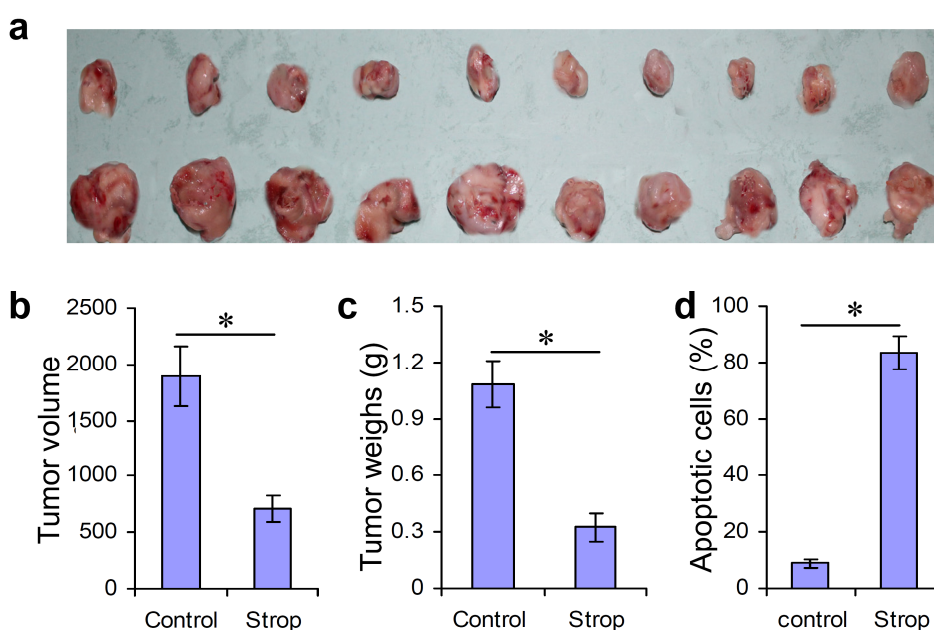 a
b
Tumor volume
2500
2000
1500
1000
500
0
*
Control Strop
c
Tumor weighs (g)
1.5
1.2
0.9
0.6
0.3
0
*
Control Strop
d
Apoptotic cells (%)
100
80
60
40
20
0
*
control Strop